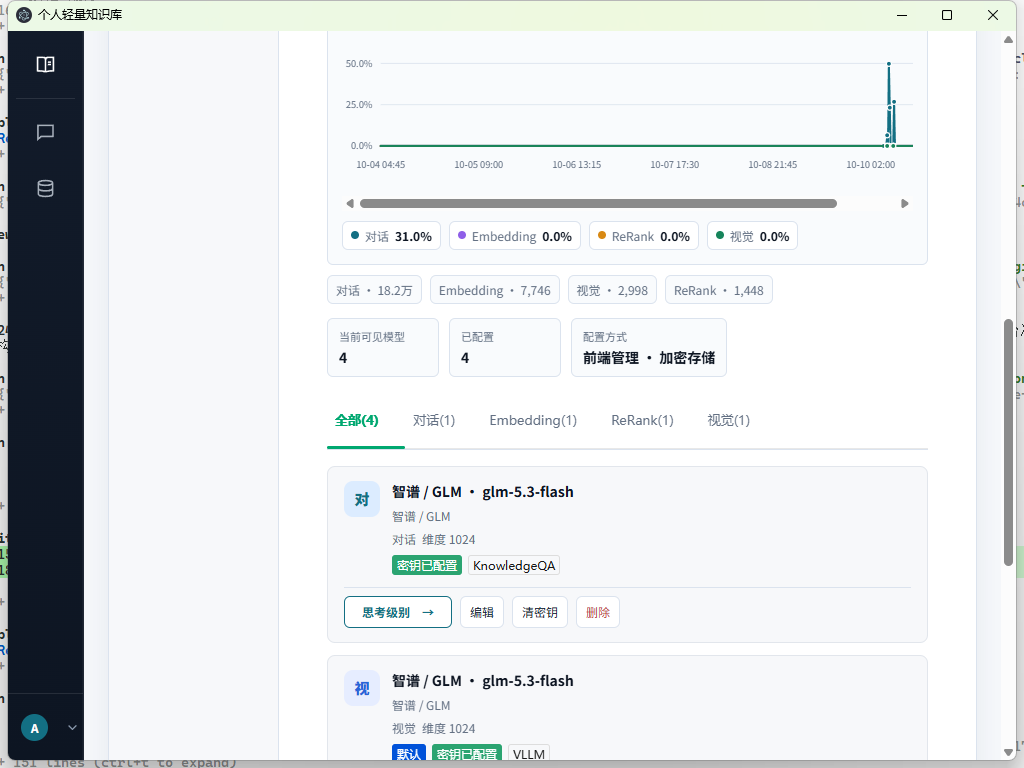 个人轻量知识库
50.0%
25.0%
0.0%
10-04 04:45 10-05 09:00 10-06 13:15 10-07 17:30 10-08 21:45 10-10 02:00
对话 31.0% Embedding 0.0% ReRank 0.0% 视觉 0.0%
对话 · 18.2万 Embedding · 7,746 视觉 · 2,998 ReRank · 1,448
当前可见模型 已配置 配置方式
4 4 前端管理 · 加密存储
全部(4) 对话(1) Embedding(1) ReRank(1) 视觉(1)
对 智谱 / GLM · glm-5.3-flash
智谱 / GLM
对话 维度 1024
密钥已配置 KnowledgeQA
思考级别 → 编辑 清密钥 删除
视 智谱 / GLM · glm-5.3-flash
智谱 / GLM
视觉 维度 1024
默认 密钥已配置 VLLM
A
151 lines (ctrl+t to expand)